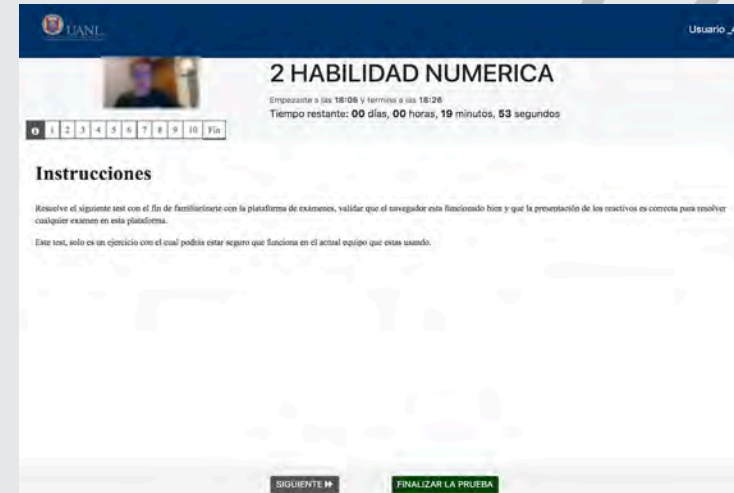 UANL
Usuario _A
2 HABILIDAD NUMERICA
Empezaste a las 18:06 y termina a las 18:26
Tiempo restante: 00 días, 00 horas, 19 minutos, 53 segundos
1 2 3 4 5 6 7 8 9 10 Fin
Instrucciones
Resuelve el siguiente test con el fin de familiarizarte con la plataforma de exámenes, validar que el navegador esta funcionado bien y que la presentación de los reactivos es correcta para resolver
cualquier examen en esta plataforma.
Este test, solo es un ejercicio con el cual podrás estar seguro que funciona en el actual equipo que estas usando.
SIGUIENTE
FINALIZAR LA PRUEBA